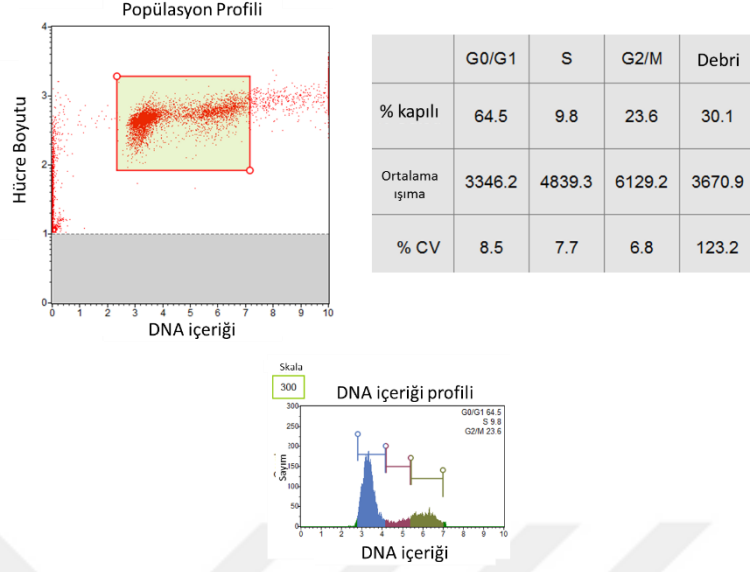 Popülasyon Profili
4
3
2
1
0
Hücre Boyutu
0 1 2 3 4 5 6 7 8 9 10
DNA içeriği
G0/G1 S G2/M Debri
% kapılı 64.5 9.8 23.6 30.1
Ortalama
ışıma 3346.2 4839.3 6129.2 3670.9
% CV 8.5 7.7 6.8 123.2
Skala
300
DNA içeriği profili
G0/G1 64.5
S 9.8
G2/M 23.6
300
250
200
150
100
50
0
Sayım
0 1 2 3 4 5 6 7 8 9 10
DNA içeriği